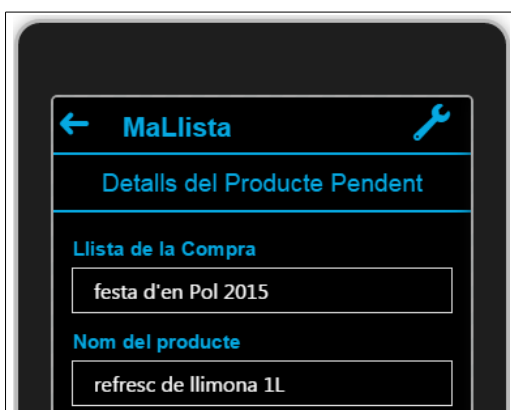 MaLlista
Detalls del Producte Pendent
Llista de la Compra
festa d'en Pol 2015
Nom del producte
refresc de llimona 1L